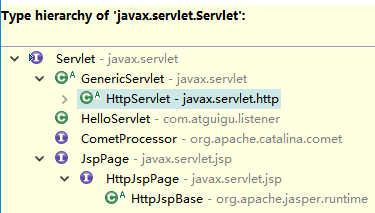 Type hierarchy of 'javax.servlet.Servlet':
I Servlet - javax.servlet
C A GenericServlet - javax.servlet
C A HttpServlet - javax.servlet.http
C HelloServlet - com.atguigu.listener
I CometProcessor - org.apache.catalina.comet
I JspPage - javax.servlet.jsp
I HttpJspPage - javax.servlet.jsp
C A HttpJspBase - org.apache.jasper.runtime